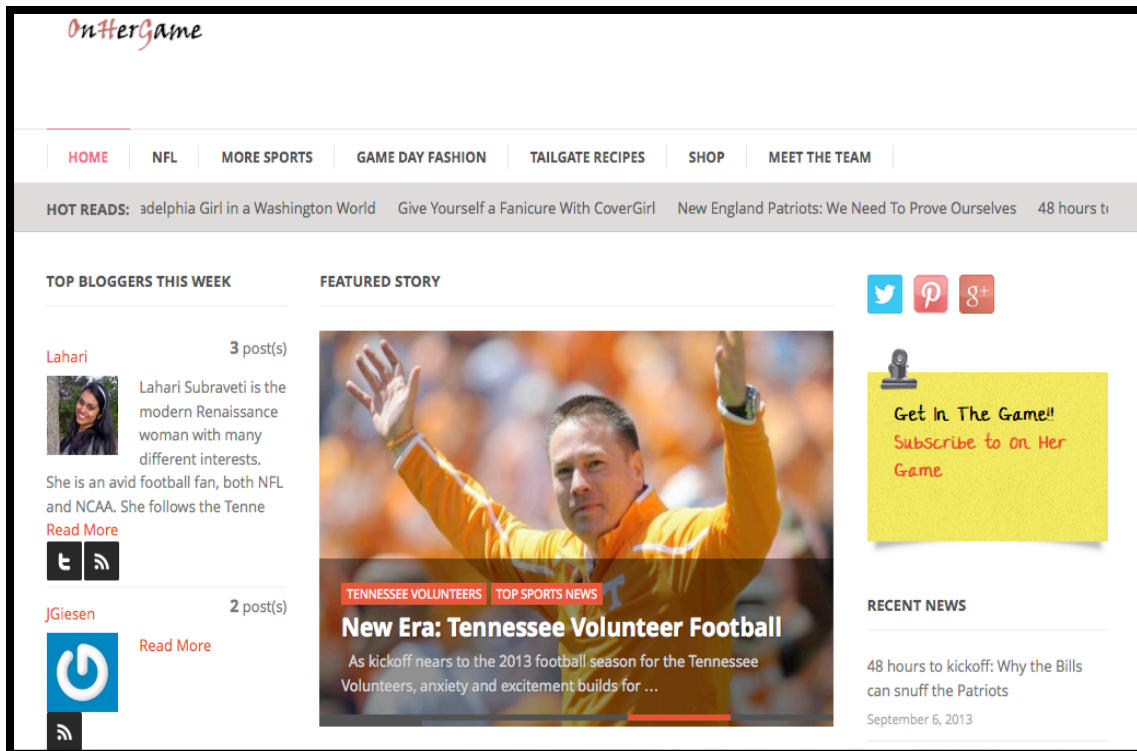 OnHerGame
HOME NFL MORE SPORTS GAME DAY FASHION TAILGATE RECIPES SHOP MEET THE TEAM
HOT READS: adelphia Girl in a Washington World Give Yourself a Fanicure With CoverGirl New England Patriots: We Need To Prove Ourselves 48 hours to
TOP BLOGGERS THIS WEEK
Lahari 3 post(s)
Lahari Subraveti is the
modern Renaissance
woman with many
different interests.
She is an avid football fan, both NFL
and NCAA. She follows the Tenne
Read More
JGiesen 2 post(s)
Read More
FEATURED STORY
T
TENNESSEE VOLUNTEERS TOP SPORTS NEWS
New Era: Tennessee Volunteer Football
As kickoff nears to the 2013 football season for the Tennessee
Volunteers, anxiety and excitement builds for ...
g+
Get In The Game!!
Subscribe to On Her
Game
RECENT NEWS
48 hours to kickoff: Why the Bills
can snuff the Patriots
September 6, 2013